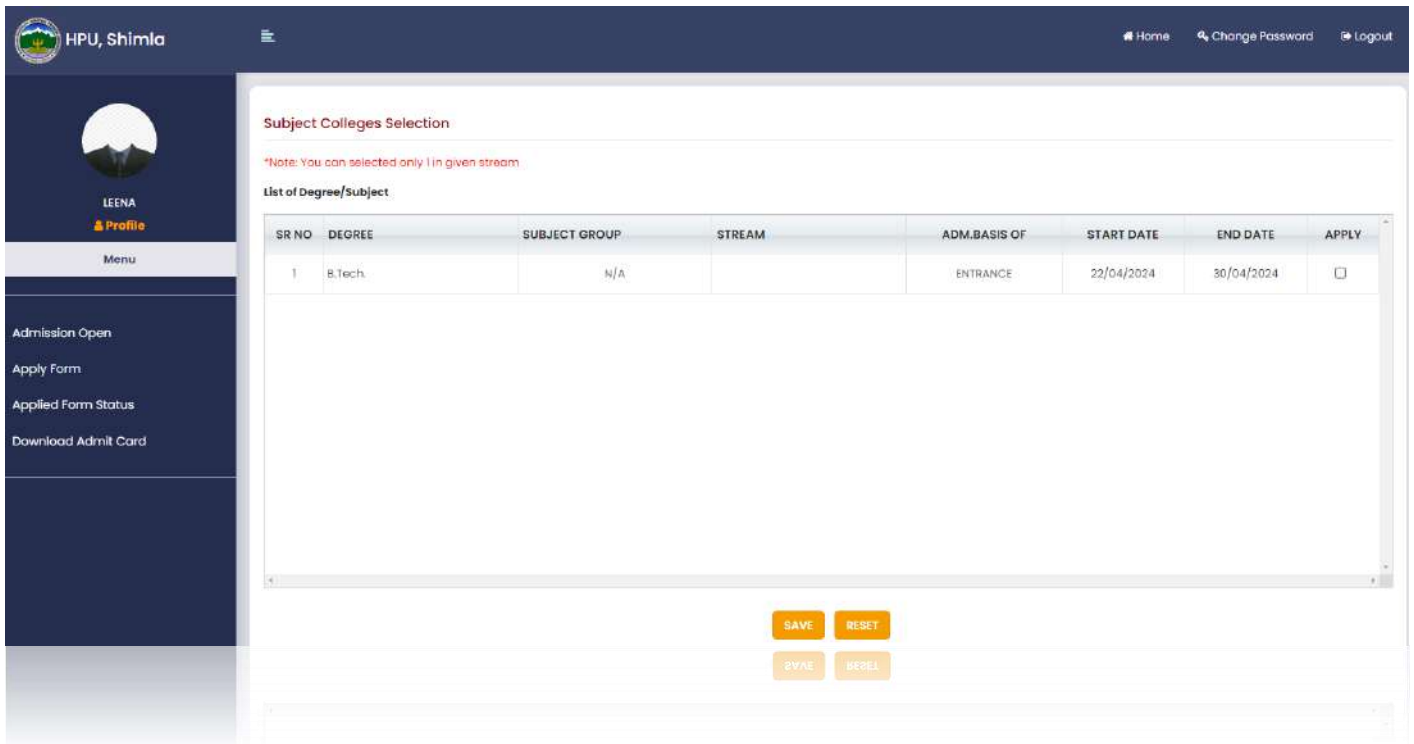 HPU, Shimla
Home Change Password Logout
LEENA
Profile
Menu
Admission Open
Apply Form
Applied Form Status
Download Admit Card
Subject Colleges Selection
*Note: You can selected only 1 in given stream
List of Degree/Subject
SR NO DEGREE SUBJECT GROUP STREAM ADM.BASIS OF START DATE END DATE APPLY
1 B.Tech. N/A ENTRANCE 22/04/2024 30/04/2024
SAVE RESET